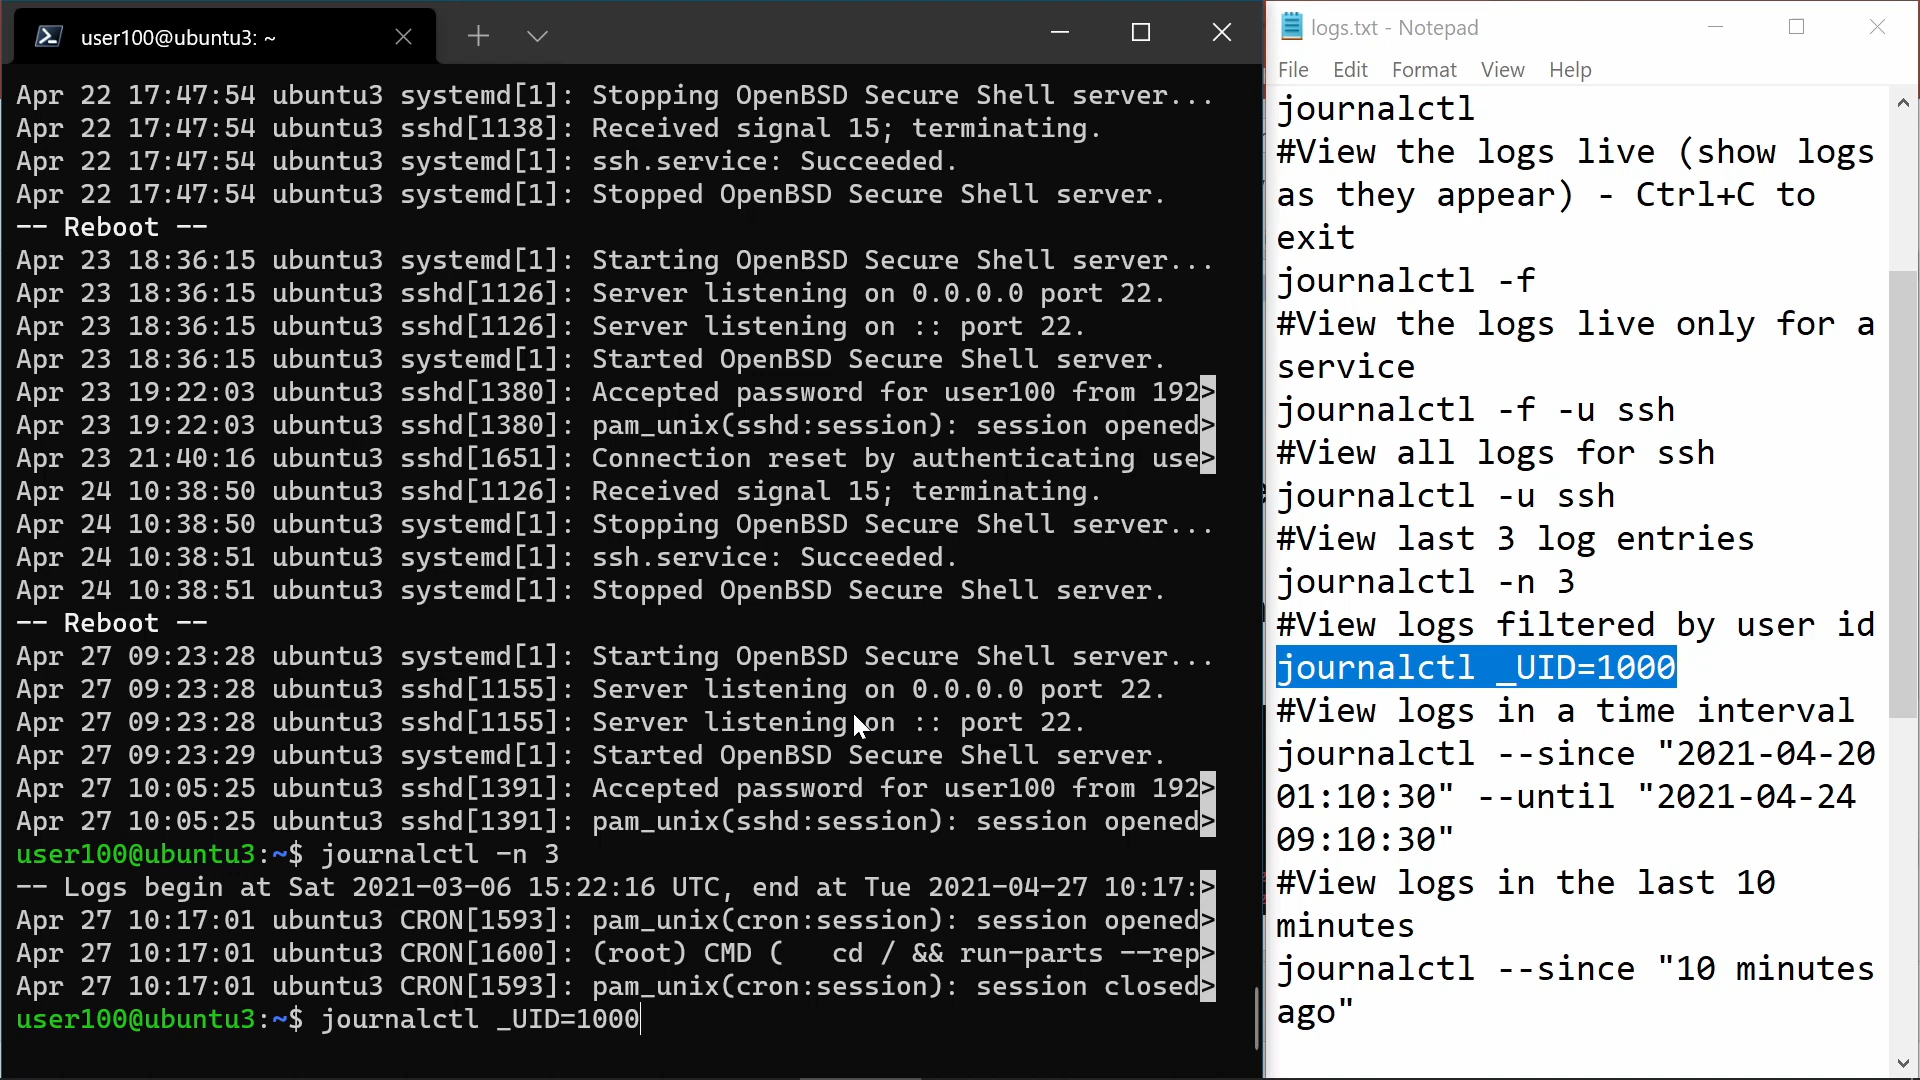 user100@ubuntu3: ~
Apr 22 17:47:54 ubuntu3 systemd[1]: Stopping OpenBSD Secure Shell server...
Apr 22 17:47:54 ubuntu3 sshd[1138]: Received signal 15; terminating.
Apr 22 17:47:54 ubuntu3 systemd[1]: ssh.service: Succeeded.
Apr 22 17:47:54 ubuntu3 systemd[1]: Stopped OpenBSD Secure Shell server.
-- Reboot --
Apr 23 18:36:15 ubuntu3 systemd[1]: Starting OpenBSD Secure Shell server...
Apr 23 18:36:15 ubuntu3 sshd[1126]: Server listening on 0.0.0.0 port 22.
Apr 23 18:36:15 ubuntu3 sshd[1126]: Server listening on :: port 22.
Apr 23 18:36:15 ubuntu3 systemd[1]: Started OpenBSD Secure Shell server.
Apr 23 19:22:03 ubuntu3 sshd[1380]: Accepted password for user100 from 192>
Apr 23 19:22:03 ubuntu3 sshd[1380]: pam_unix(sshd:session): session opened>
Apr 23 21:40:16 ubuntu3 sshd[1651]: Connection reset by authenticating use>
Apr 24 10:38:50 ubuntu3 sshd[1126]: Received signal 15; terminating.
Apr 24 10:38:50 ubuntu3 systemd[1]: Stopping OpenBSD Secure Shell server...
Apr 24 10:38:51 ubuntu3 systemd[1]: ssh.service: Succeeded.
Apr 24 10:38:51 ubuntu3 systemd[1]: Stopped OpenBSD Secure Shell server.
-- Reboot --
Apr 27 09:23:28 ubuntu3 systemd[1]: Starting OpenBSD Secure Shell server...
Apr 27 09:23:28 ubuntu3 sshd[1155]: Server listening on 0.0.0.0 port 22.
Apr 27 09:23:28 ubuntu3 sshd[1155]: Server listening on :: port 22.
Apr 27 09:23:29 ubuntu3 systemd[1]: Started OpenBSD Secure Shell server.
Apr 27 10:05:25 ubuntu3 sshd[1391]: Accepted password for user100 from 192>
Apr 27 10:05:25 ubuntu3 sshd[1391]: pam_unix(sshd:session): session opened>
user100@ubuntu3:~$ journalctl -n 3
-- Logs begin at Sat 2021-03-06 15:22:16 UTC, end at Tue 2021-04-27 10:17:>
Apr 27 10:17:01 ubuntu3 CRON[1593]: pam_unix(cron:session): session opened>
Apr 27 10:17:01 ubuntu3 CRON[1600]: (root) CMD (   cd / && run-parts --rep>
Apr 27 10:17:01 ubuntu3 CRON[1593]: pam_unix(cron:session): session closed>
user100@ubuntu3:~$ journalctl _UID=1000
logs.txt - Notepad
File Edit Format View Help
journalctl
#View the logs live (show logs
as they appear) - Ctrl+C to
exit
journalctl -f
#View the logs live only for a
service
journalctl -f -u ssh
#View all logs for ssh
journalctl -u ssh
#View last 3 log entries
journalctl -n 3
#View logs filtered by user id
journalctl _UID=1000
#View logs in a time interval
journalctl --since "2021-04-20
01:10:30" --until "2021-04-24
09:10:30"
#View logs in the last 10
minutes
journalctl --since "10 minutes
ago"